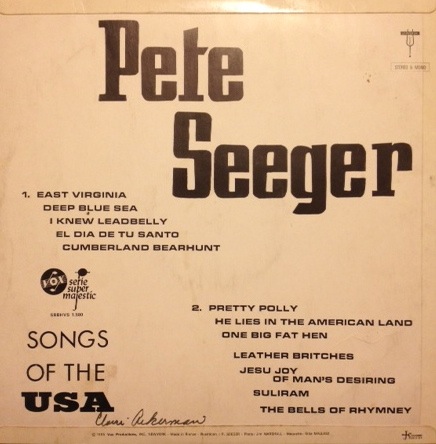 Pete
Seeger
STEREO & MONO
1. EAST VIRGINIA
DEEP BLUE SEA
I KNEW LEADBELLY
EL DIA DE TU SANTO
CUMBERLAND BEARHUNT
VOX
serie
super
majestic
2. PRETTY POLLY
HE LIES IN THE AMERICAN LAND
ONE BIG FAT HEN
LEATHER BRITCHES
JESU JOY
OF MAN'S DESIRING
SULIRAM
THE BELLS OF RHYMNEY
SONGS
OF THE
USA